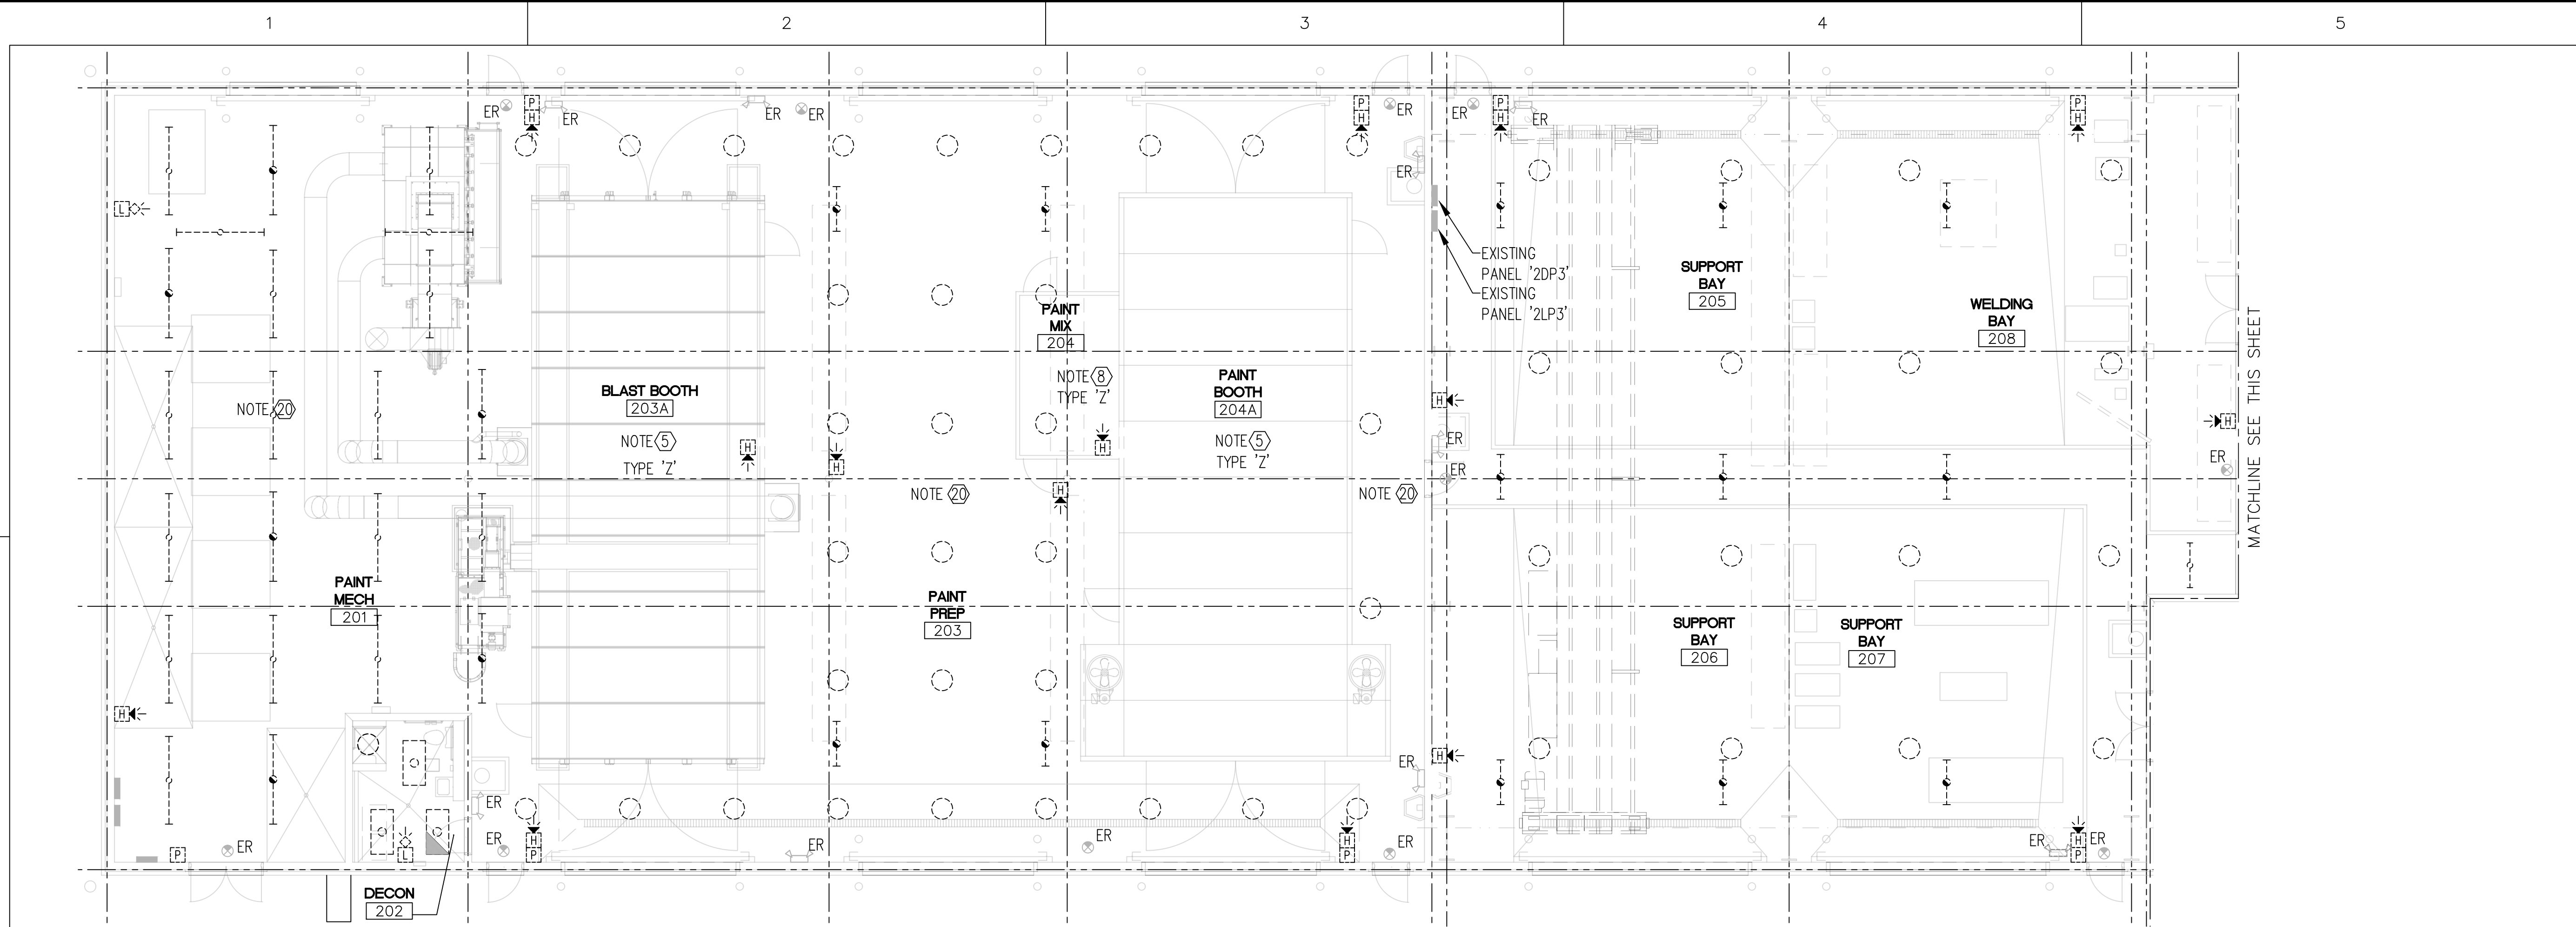 1
2
3
4
5
ER
P
H
ER
ER
ER
P
H
ER
ER
P
H
ER
P
H
L
ER
EXISTING
PANEL '2DP3'
EXISTING
PANEL '2LP3'
SUPPORT
BAY
205
WELDING
BAY
208
MATCHLINE SEE THIS SHEET
PAINT
MIX
204
NOTE 8
TYPE 'Z'
BLAST BOOTH
203A
PAINT
BOOTH
204A
NOTE 20
NOTE 5
TYPE 'Z'
H
H
H
NOTE 5
TYPE 'Z'
H
ER
H
ER
ER
H
NOTE 20
NOTE 20
PAINT
MECH
201
PAINT
PREP
203
SUPPORT
BAY
206
SUPPORT
BAY
207
H
H
ER
ER
P
ER
L
ER
H
P
ER
ER
H
P
ER
ER
H
P
ER
DECON
202